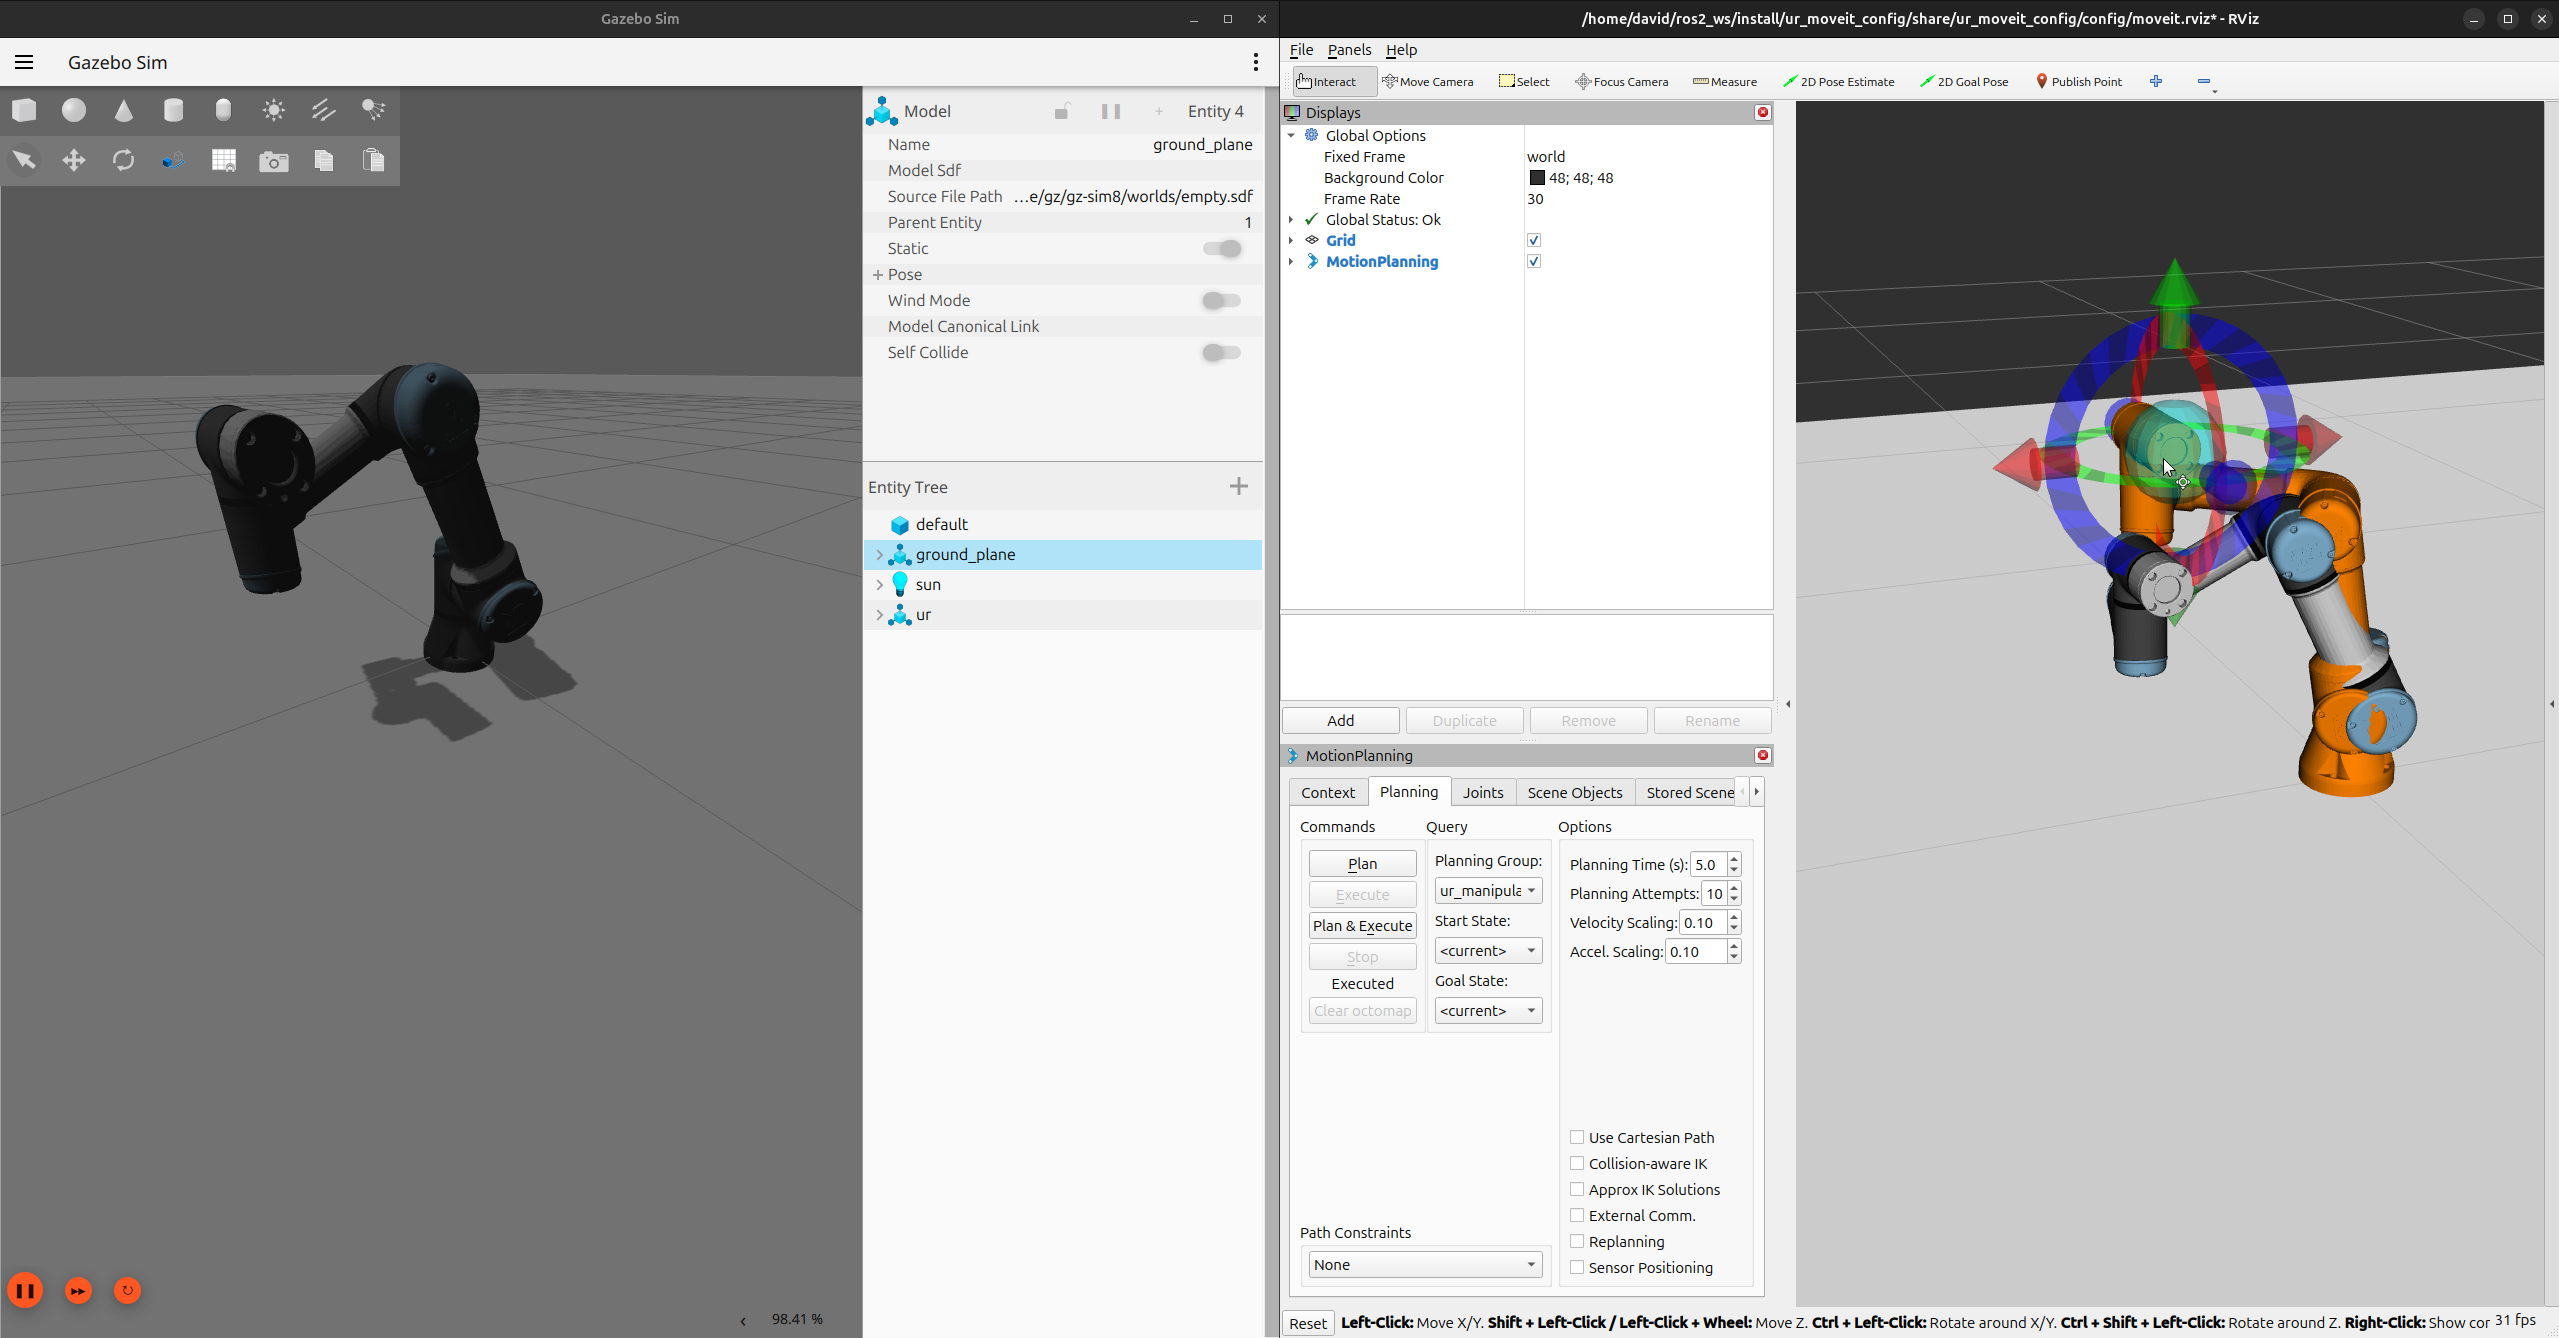 Gazebo Sim
Gazebo Sim
Model
Entity 4
Name
ground_plane
Model Sdf
Source File Path
...e/gz/gz-sim8/worlds/empty.sdf
Parent Entity
1
Static
Pose
Wind Mode
Model Canonical Link
Self Collide
Entity Tree
default
ground_plane
sun
ur
98.41 %
/home/david/ros2_ws/install/ur_moveit_config/share/ur_moveit_config/config/moveit.rviz* - RViz
File Panels Help
Interact Move Camera Select Focus Camera Measure 2D Pose Estimate 2D Goal Pose Publish Point
Displays
Global Options
Fixed Frame world
Background Color 48; 48; 48
Frame Rate 30
Global Status: Ok
Grid
MotionPlanning
Add Duplicate Remove Rename
MotionPlanning
Context Planning Joints Scene Objects Stored Scene
Commands
Plan
Execute
Plan & Execute
Stop
Executed
Clear octomap
Query
Planning Group:
ur_manipula
Start State:
<current>
Goal State:
<current>
Options
Planning Time (s): 5.0
Planning Attempts: 10
Velocity Scaling: 0.10
Accel. Scaling: 0.10
Use Cartesian Path
Collision-aware IK
Approx IK Solutions
External Comm.
Replanning
Sensor Positioning
Path Constraints
None
Reset Left-Click: Move X/Y. Shift + Left-Click / Left-Click + Wheel: Move Z. Ctrl + Left-Click: Rotate around X/Y. Ctrl + Shift + Left-Click: Rotate around Z. Right-Click: Show cor 31 fps